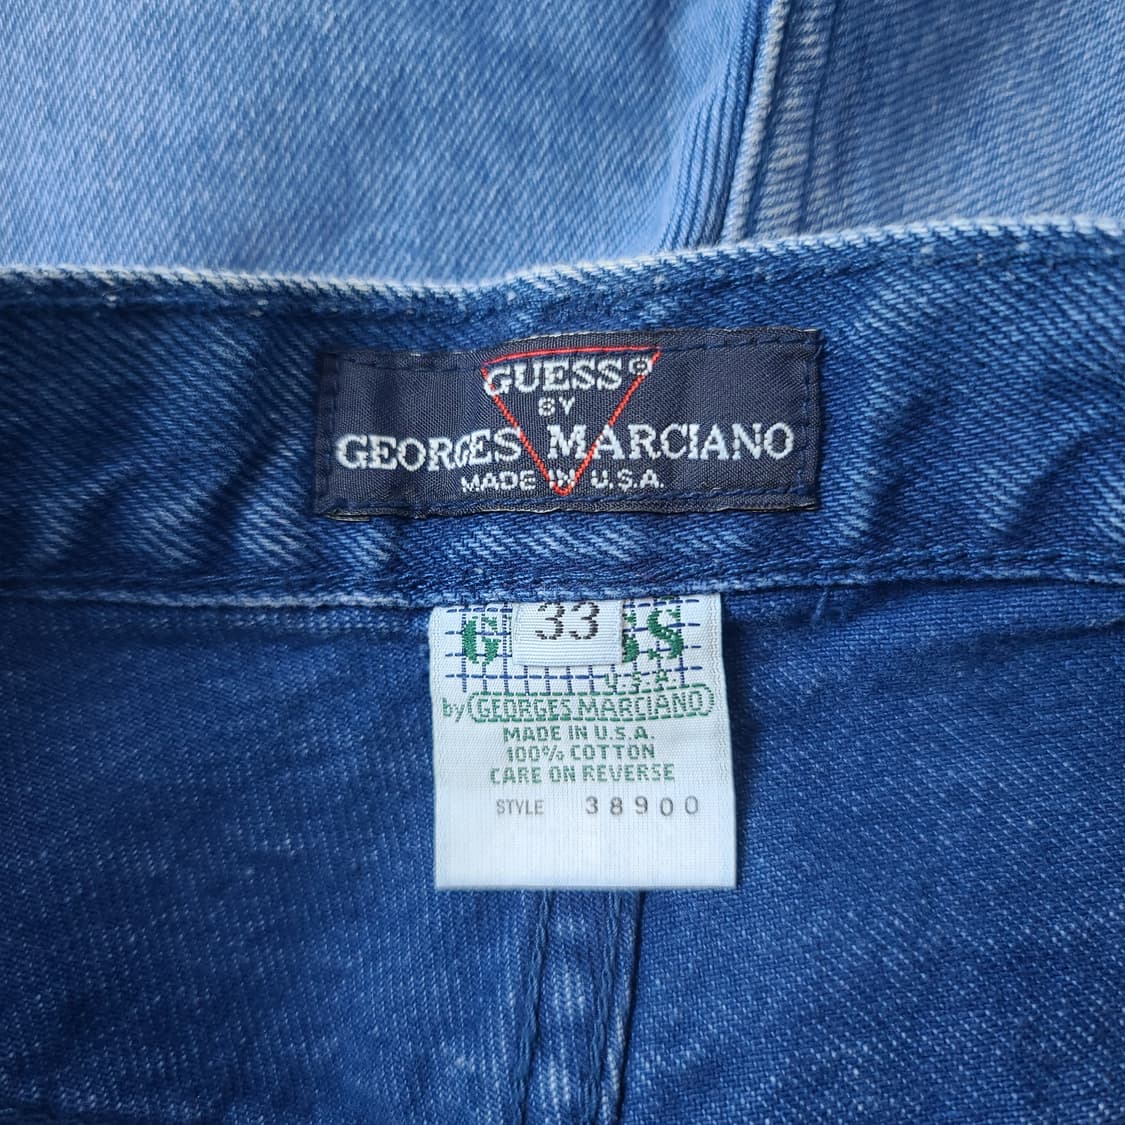 GUESS®
BY
GEORGES MARCIANO
MADE IN U.S.A.
33
U.S.A.
by GEORGES MARCIANO
MADE IN U.S.A.
100% COTTON
CARE ON REVERSE
STYLE 38900